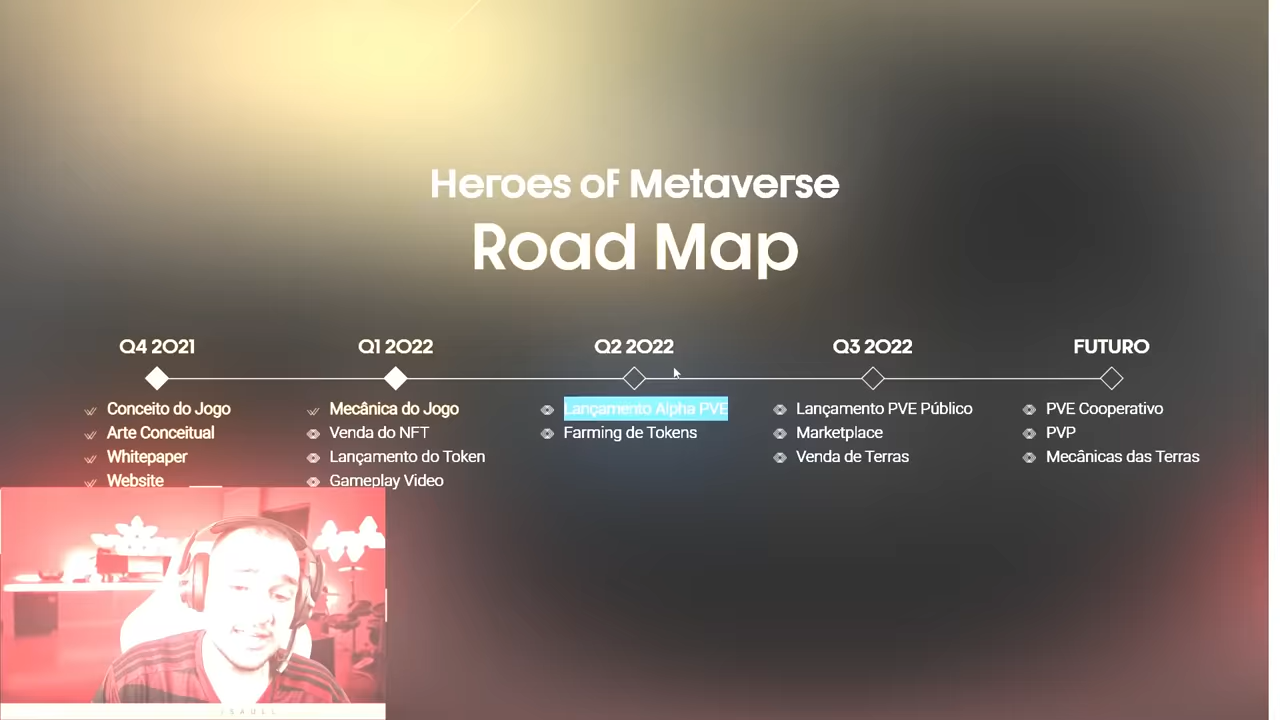 Heroes of Metaverse
Road Map
Q4 2021
Conceito do Jogo
Arte Conceitual
Whitepaper
Website
Q1 2022
Mecânica do Jogo
Venda do NFT
Lançamento do Token
Gameplay Video
Q2 2022
Lançamento Alpha PVE
Farming de Tokens
Q3 2022
Lançamento PVE Público
Marketplace
Venda de Terras
FUTURO
PVE Cooperativo
PVP
Mecânicas das Terras